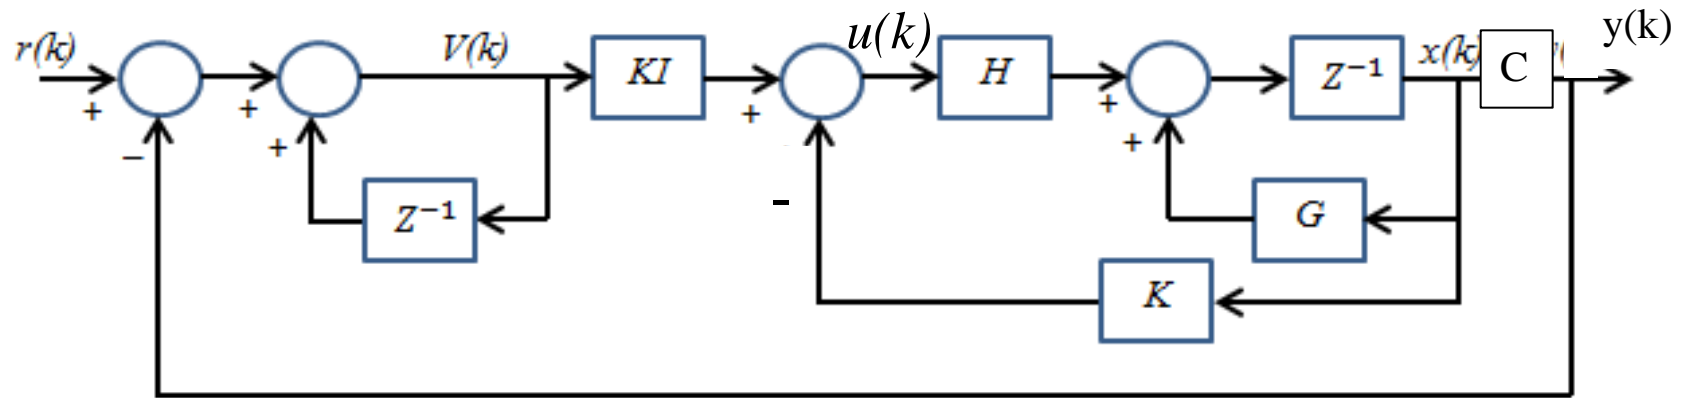 r(k) + − + + V(k) Z⁻¹ KI + - u(k) H + + Z⁻¹ x(k) C y(k)
G
K